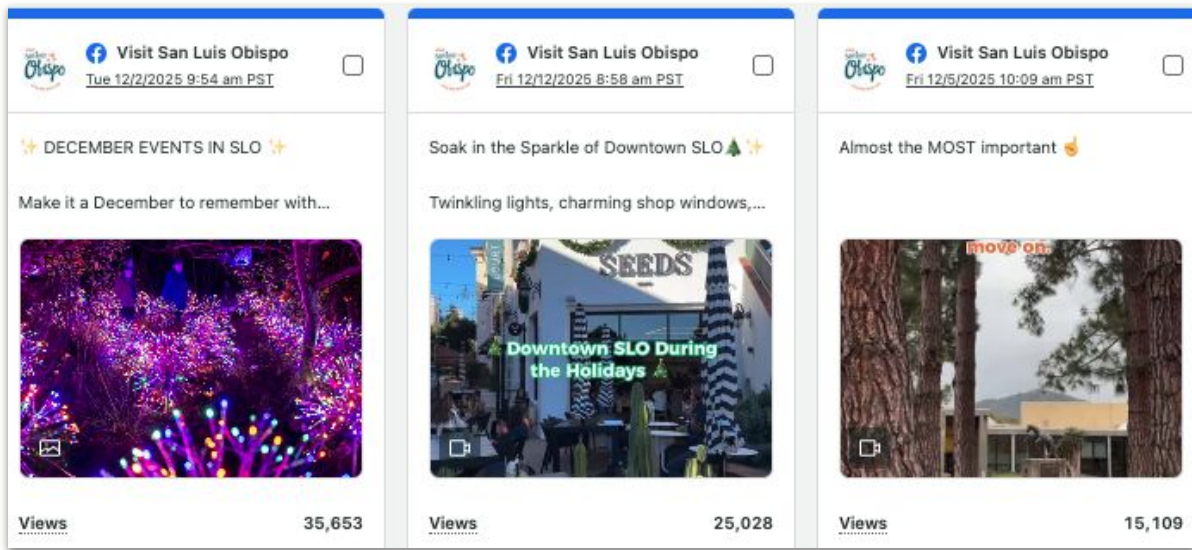 Obispo
Visit San Luis Obispo
Tue 12/2/2025 9:54 am PST
✨ DECEMBER EVENTS IN SLO ✨
Make it a December to remember with...
Views 35,653
Obispo
Visit San Luis Obispo
Fri 12/12/2025 8:58 am PST
Soak in the Sparkle of Downtown SLO🎄✨
Twinkling lights, charming shop windows,...
SEEDS
🎄 Downtown SLO During
the Holidays 🎄
Views 25,028
Obispo
Visit San Luis Obispo
Fri 12/5/2025 10:09 am PST
Almost the MOST important ☝️
move on.
Views 15,109